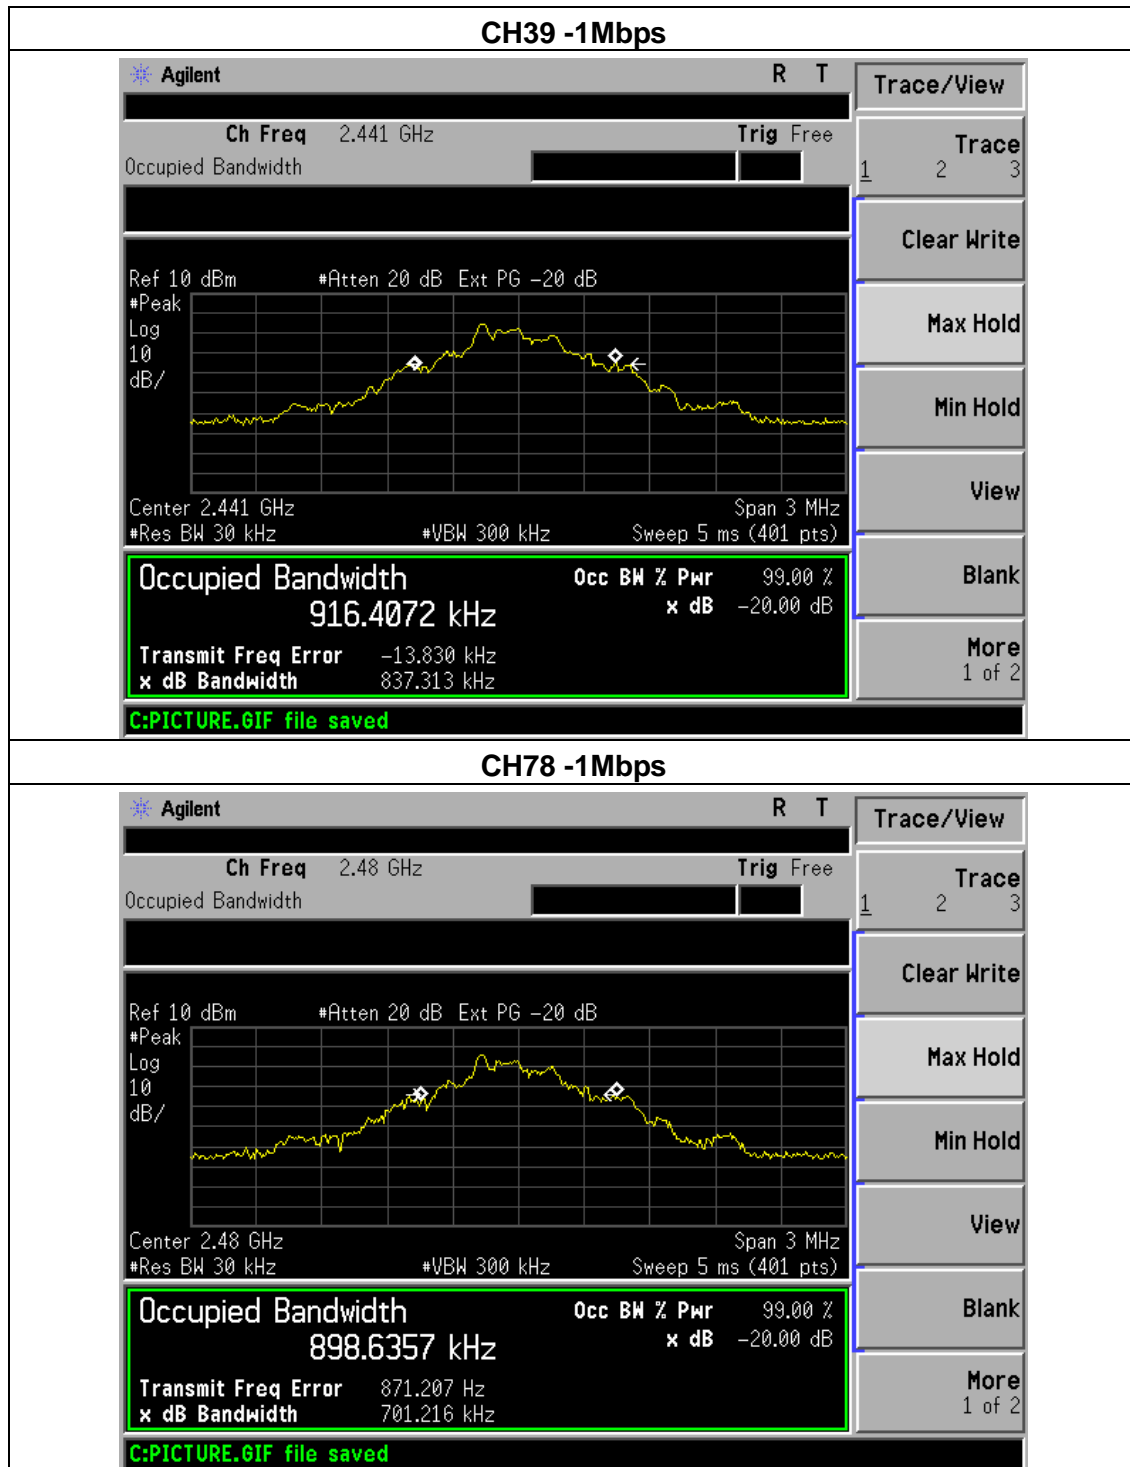 CH39 -1Mbps
Agilent R T
Trace/View
Ch Freq 2.441 GHz Trig Free
Occupied Bandwidth
Trace
1 2 3
Clear Write
Ref 10 dBm #Atten 20 dB Ext PG -20 dB
#Peak
Log
10
dB/
Max Hold
Min Hold
View
Center 2.441 GHz Span 3 MHz
#Res BW 30 kHz #VBW 300 kHz Sweep 5 ms (401 pts)
Occupied Bandwidth Occ BW % Pwr 99.00 %
916.4072 kHz x dB -20.00 dB
Blank
Transmit Freq Error -13.830 kHz
x dB Bandwidth 837.313 kHz
More
1 of 2
C:PICTURE.GIF file saved
CH78 -1Mbps
Agilent R T
Trace/View
Ch Freq 2.48 GHz Trig Free
Occupied Bandwidth
Trace
1 2 3
Clear Write
Ref 10 dBm #Atten 20 dB Ext PG -20 dB
#Peak
Log
10
dB/
Max Hold
Min Hold
View
Center 2.48 GHz Span 3 MHz
#Res BW 30 kHz #VBW 300 kHz Sweep 5 ms (401 pts)
Occupied Bandwidth Occ BW % Pwr 99.00 %
898.6357 kHz x dB -20.00 dB
Blank
Transmit Freq Error 871.207 Hz
x dB Bandwidth 701.216 kHz
More
1 of 2
C:PICTURE.GIF file saved